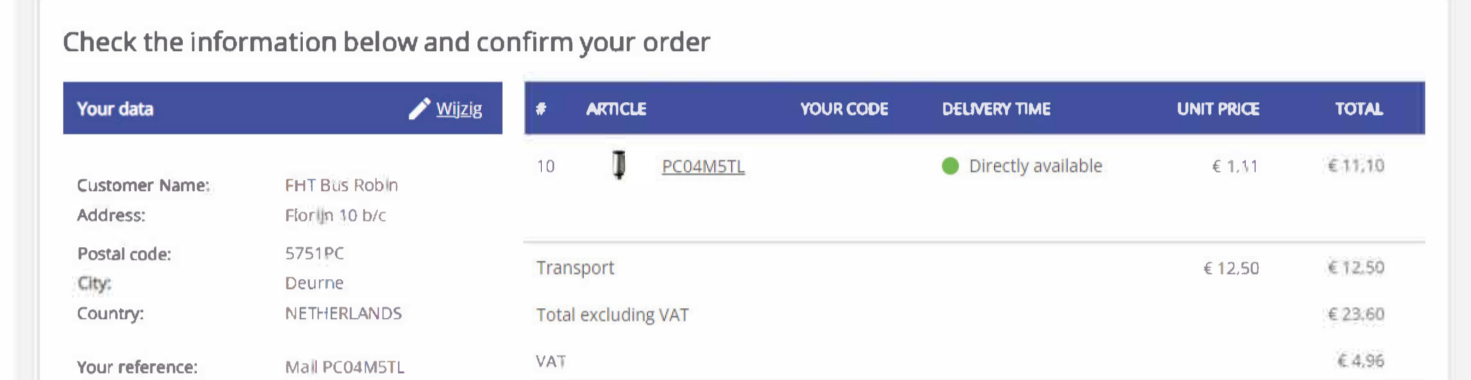 Check the information below and confirm your order
Your data Wijzig
Customer Name: FHT Bus Robin
Address: Florijn 10 b/c
Postal code: 5751PC
City: Deurne
Country: NETHERLANDS
Your reference: Mail PC04M5TL
# ARTICLE YOUR CODE DELIVERY TIME UNIT PRICE TOTAL
10 PC04M5TL Directly available € 1,11 € 11,10
Transport € 12,50 € 12,50
Total excluding VAT € 23,60
VAT € 4,96